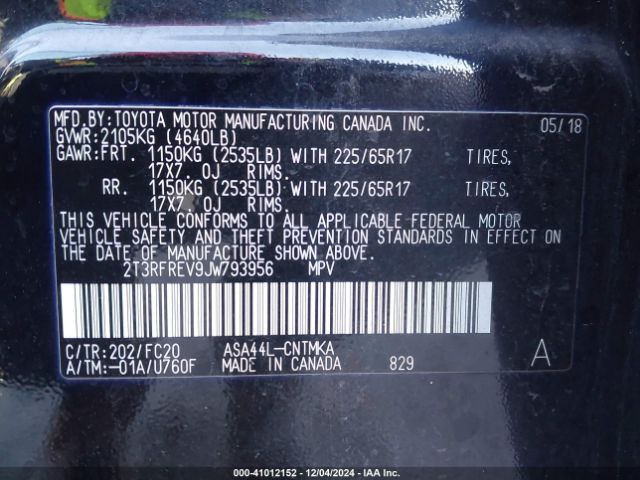 MFD.BY:TOYOTA MOTOR MANUFACTURING CANADA INC. 05/18
GVWR:2105KG (4640LB)
GAWR:FRT. 1150KG (2535LB) WITH 225/65R17 TIRES,
17X7. 0J RIMS.
RR. 1150KG (2535LB) WITH 225/65R17 TIRES,
17X7. 0J RIMS.
THIS VEHICLE CONFORMS TO ALL APPLICABLE FEDERAL MOTOR
VEHICLE SAFETY AND THEFT PREVENTION STANDARDS IN EFFECT ON
THE DATE OF MANUFACTURE SHOWN ABOVE.
2T3RFREV9JW793956 MPV
C/TR:202/FC20 ASA44L-CNTMKA A
A/TM:-01A/U760F MADE IN CANADA 829
000-41012152 - 12/04/2024 - IAA Inc.